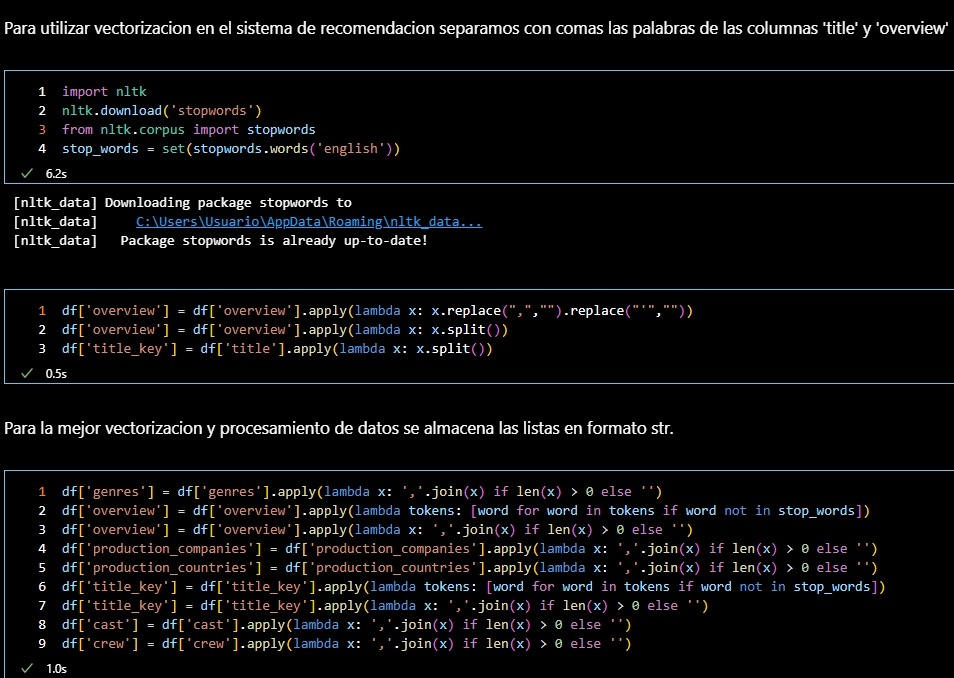 Para utilizar vectorizacion en el sistema de recomendacion separamos con comas las palabras de las columnas 'title' y 'overview'
1 import nltk
2 nltk.download('stopwords')
3 from nltk.corpus import stopwords
4 stop_words = set(stopwords.words('english'))
✓ 6.2s
[nltk_data] Downloading package stopwords to
[nltk_data]     C:\Users\Usuario\AppData\Roaming\nltk_data...
[nltk_data]   Package stopwords is already up-to-date!
1 df['overview'] = df['overview'].apply(lambda x: x.replace(",","").replace("'",""))
2 df['overview'] = df['overview'].apply(lambda x: x.split())
3 df['title_key'] = df['title'].apply(lambda x: x.split())
✓ 0.5s
Para la mejor vectorizacion y procesamiento de datos se almacena las listas en formato str.
1 df['genres'] = df['genres'].apply(lambda x: ','.join(x) if len(x) > 0 else '')
2 df['overview'] = df['overview'].apply(lambda tokens: [word for word in tokens if word not in stop_words])
3 df['overview'] = df['overview'].apply(lambda x: ','.join(x) if len(x) > 0 else '')
4 df['production_companies'] = df['production_companies'].apply(lambda x: ','.join(x) if len(x) > 0 else '')
5 df['production_countries'] = df['production_countries'].apply(lambda x: ','.join(x) if len(x) > 0 else '')
6 df['title_key'] = df['title_key'].apply(lambda tokens: [word for word in tokens if word not in stop_words])
7 df['title_key'] = df['title_key'].apply(lambda x: ','.join(x) if len(x) > 0 else '')
8 df['cast'] = df['cast'].apply(lambda x: ','.join(x) if len(x) > 0 else '')
9 df['crew'] = df['crew'].apply(lambda x: ','.join(x) if len(x) > 0 else '')
✓ 1.0s